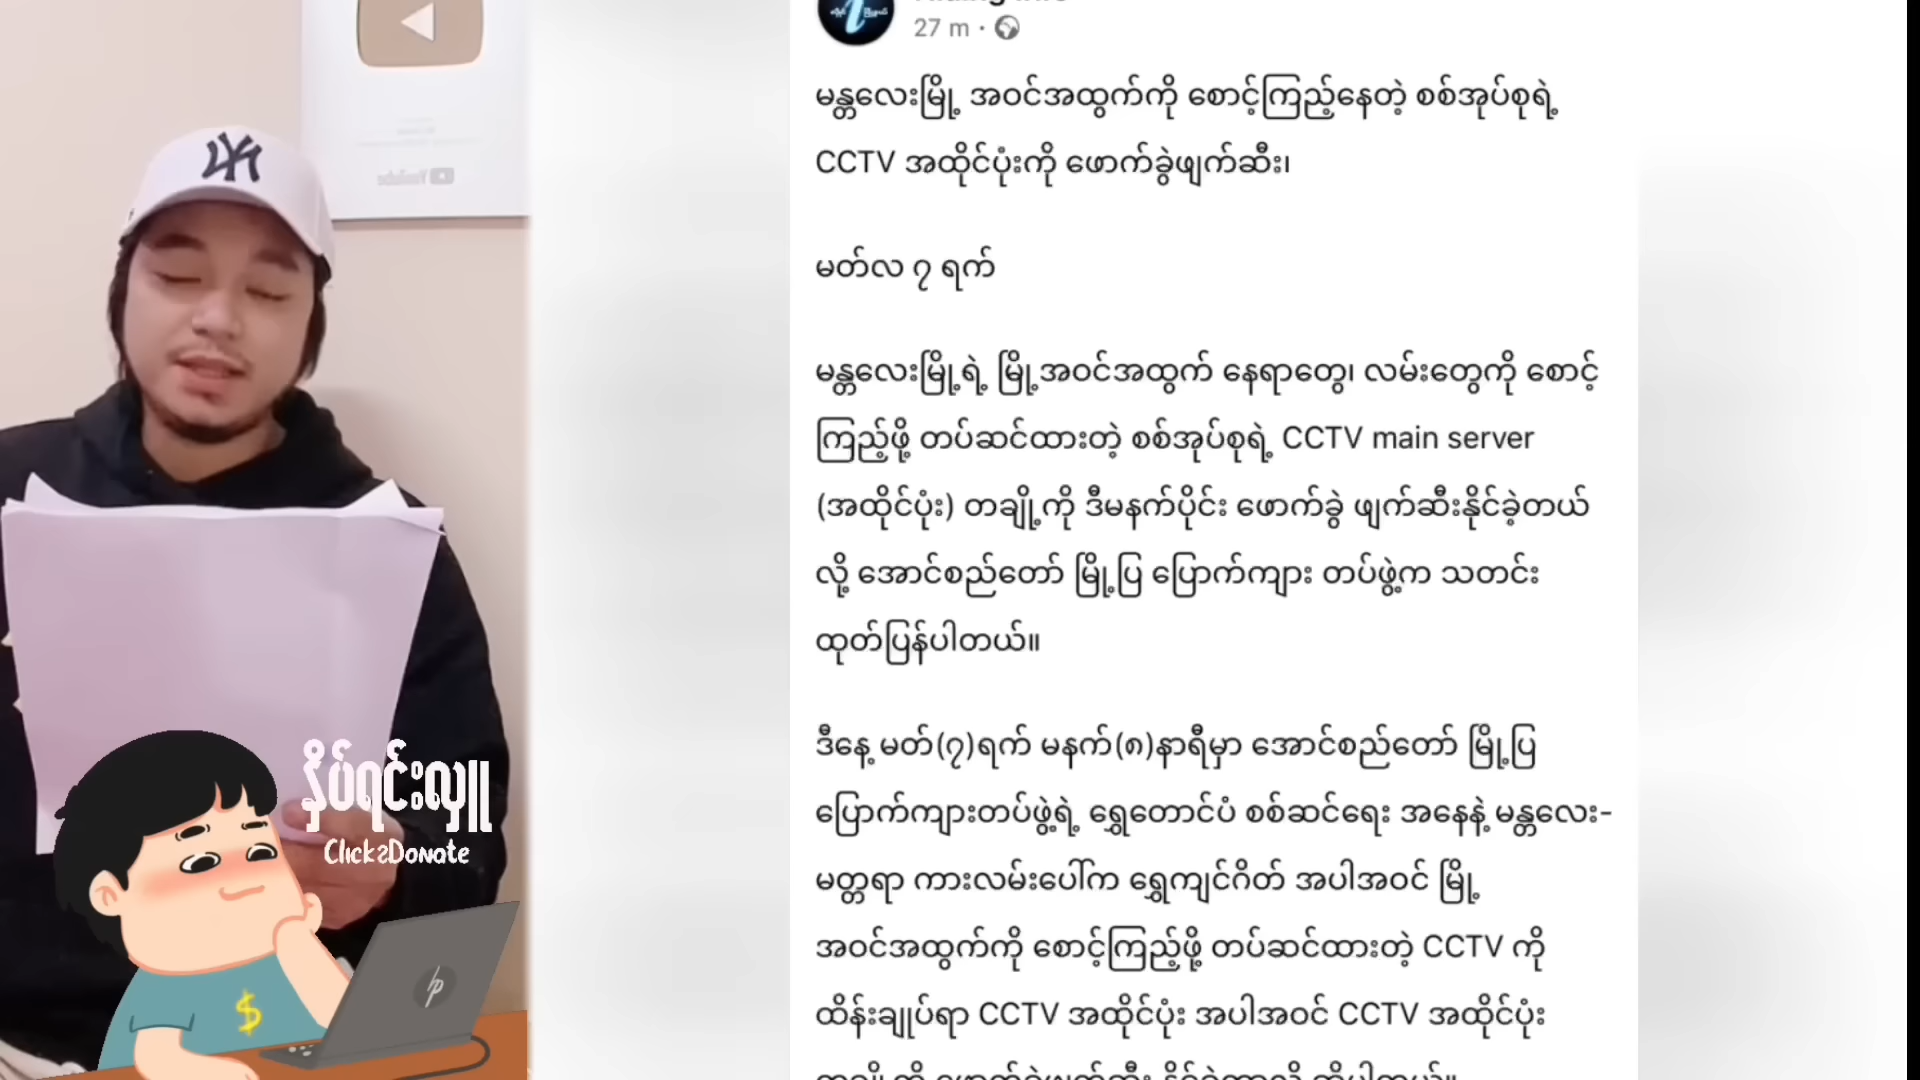 27 m
မန္တလေးမြို့ အဝင်အထွက်ကို စောင့်ကြည့်နေတဲ့ စစ်အုပ်စုရဲ့
CCTV အထိုင်ပုံးကို ဖောက်ခွဲဖျက်ဆီး၊
မတ်လ ၇ ရက်
မန္တလေးမြို့ရဲ့ မြို့အဝင်အထွက် နေရာတွေ၊ လမ်းတွေကို စောင့်
ကြည့်ဖို့ တပ်ဆင်ထားတဲ့ စစ်အုပ်စုရဲ့ CCTV main server
(အထိုင်ပုံး) တချို့ကို ဒီမနက်ပိုင်း ဖောက်ခွဲ ဖျက်ဆီးနိုင်ခဲ့တယ်
လို့ အောင်စည်တော် မြို့ပြ ပြောက်ကျား တပ်ဖွဲ့က သတင်း
ထုတ်ပြန်ပါတယ်။
ဒီနေ့ မတ်(၇)ရက် မနက်(၈)နာရီမှာ အောင်စည်တော် မြို့ပြ
ပြောက်ကျားတပ်ဖွဲ့ရဲ့ ရွှေတောင်ပံ စစ်ဆင်ရေး အနေနဲ့ မန္တလေး-
မတ္တရာ ကားလမ်းပေါ်က ရွှေကျင်ဂိတ် အပါအဝင် မြို့
အဝင်အထွက်ကို စောင့်ကြည့်ဖို့ တပ်ဆင်ထားတဲ့ CCTV ကို
ထိန်းချုပ်ရာ CCTV အထိုင်ပုံး အပါအဝင် CCTV အထိုင်ပုံး
YouTube
NY
နှိပ်ရင်းလှူ
Click2Donate
$
hp